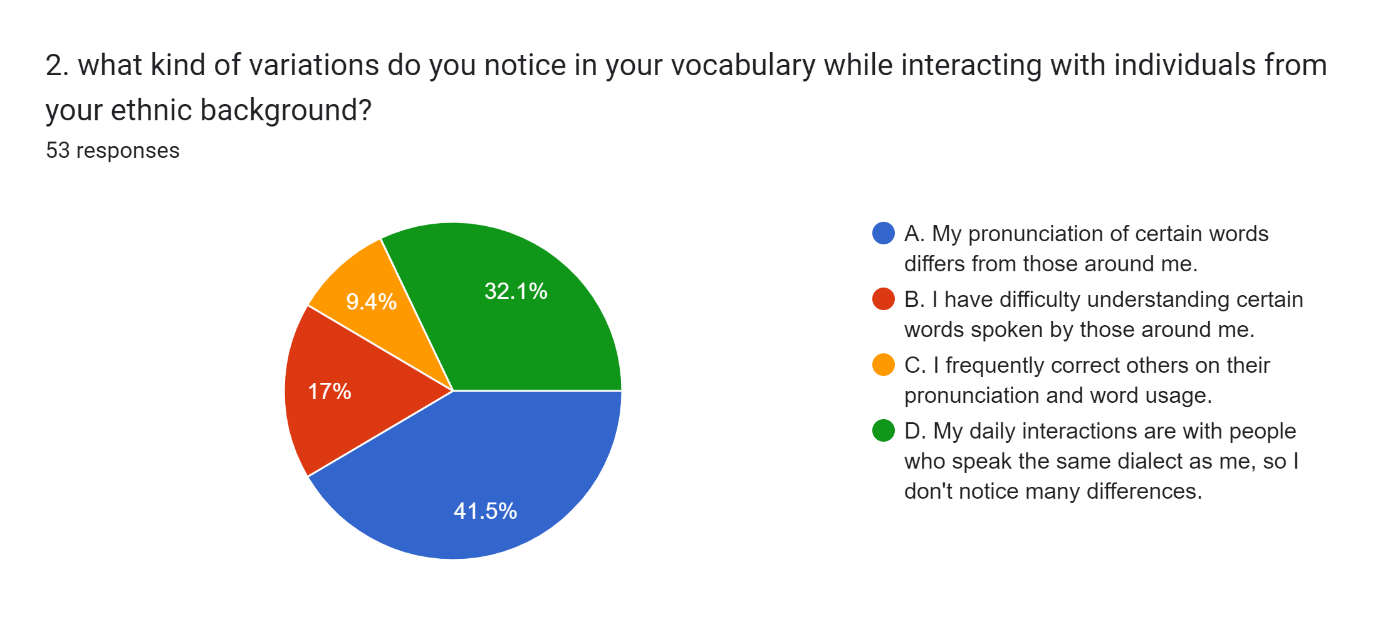 2. what kind of variations do you notice in your vocabulary while interacting with individuals from
your ethnic background?
53 responses
32.1%
9.4%
17%
41.5%
A. My pronunciation of certain words
differs from those around me.
B. I have difficulty understanding certain
words spoken by those around me.
C. I frequently correct others on their
pronunciation and word usage.
D. My daily interactions are with people
who speak the same dialect as me, so I
don't notice many differences.